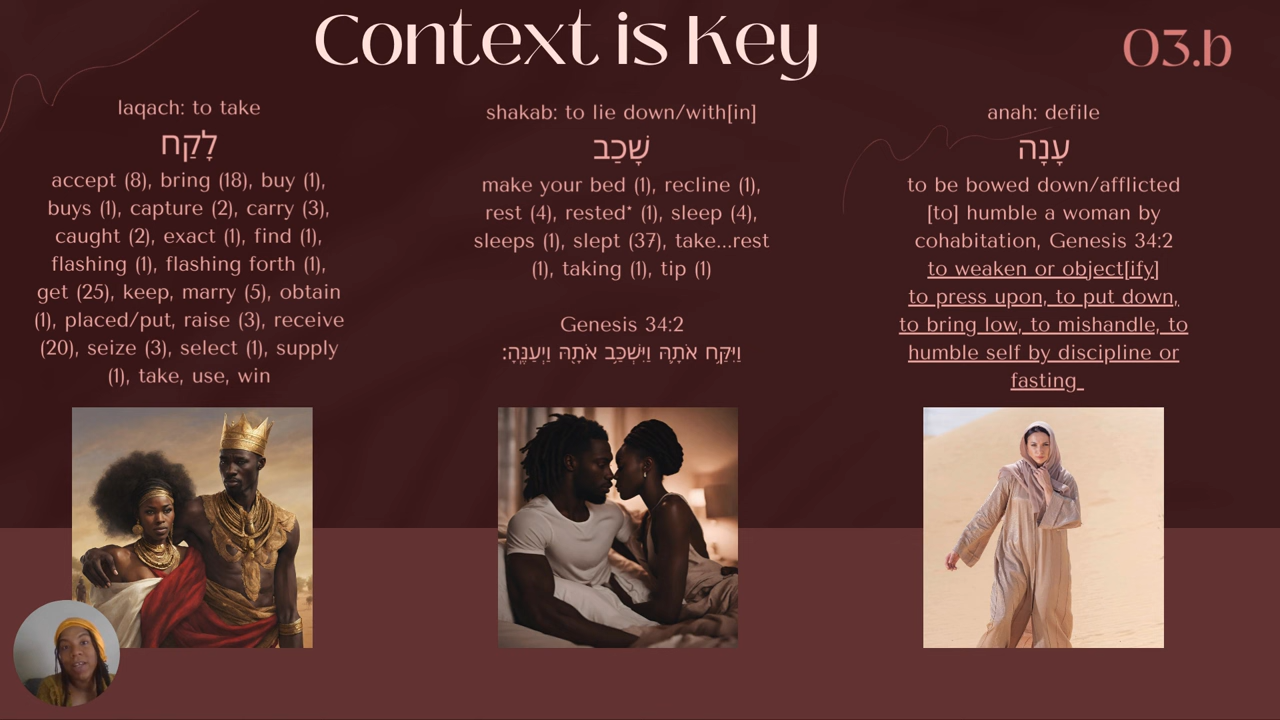 Context is Key
03.b
laqach: to take
לָקַח
accept (8), bring (18), buy (1),
buys (1), capture (2), carry (3),
caught (2), exact (1), find (1),
flashing (1), flashing forth (1),
get (25), keep, marry (5), obtain
(1), placed/put, raise (3), receive
(20), seize (3), select (1), supply
(1), take, use, win
shakab: to lie down/with[in]
שָׁכַב
make your bed (1), recline (1),
rest (4), rested* (1), sleep (4),
sleeps (1), slept (37), take...rest
(1), taking (1), tip (1)
Genesis 34:2
וַיִּקַּ֥ח אֹתָ֛הּ וַיִּשְׁכַּ֥ב אֹתָ֖הּ וַיְעַנֶּֽהָ׃
anah: defile
עָנָה
to be bowed down/afflicted
[to] humble a woman by
cohabitation, Genesis 34:2
to weaken or object[ify]
to press upon, to put down,
to bring low, to mishandle, to
humble self by discipline or
fasting